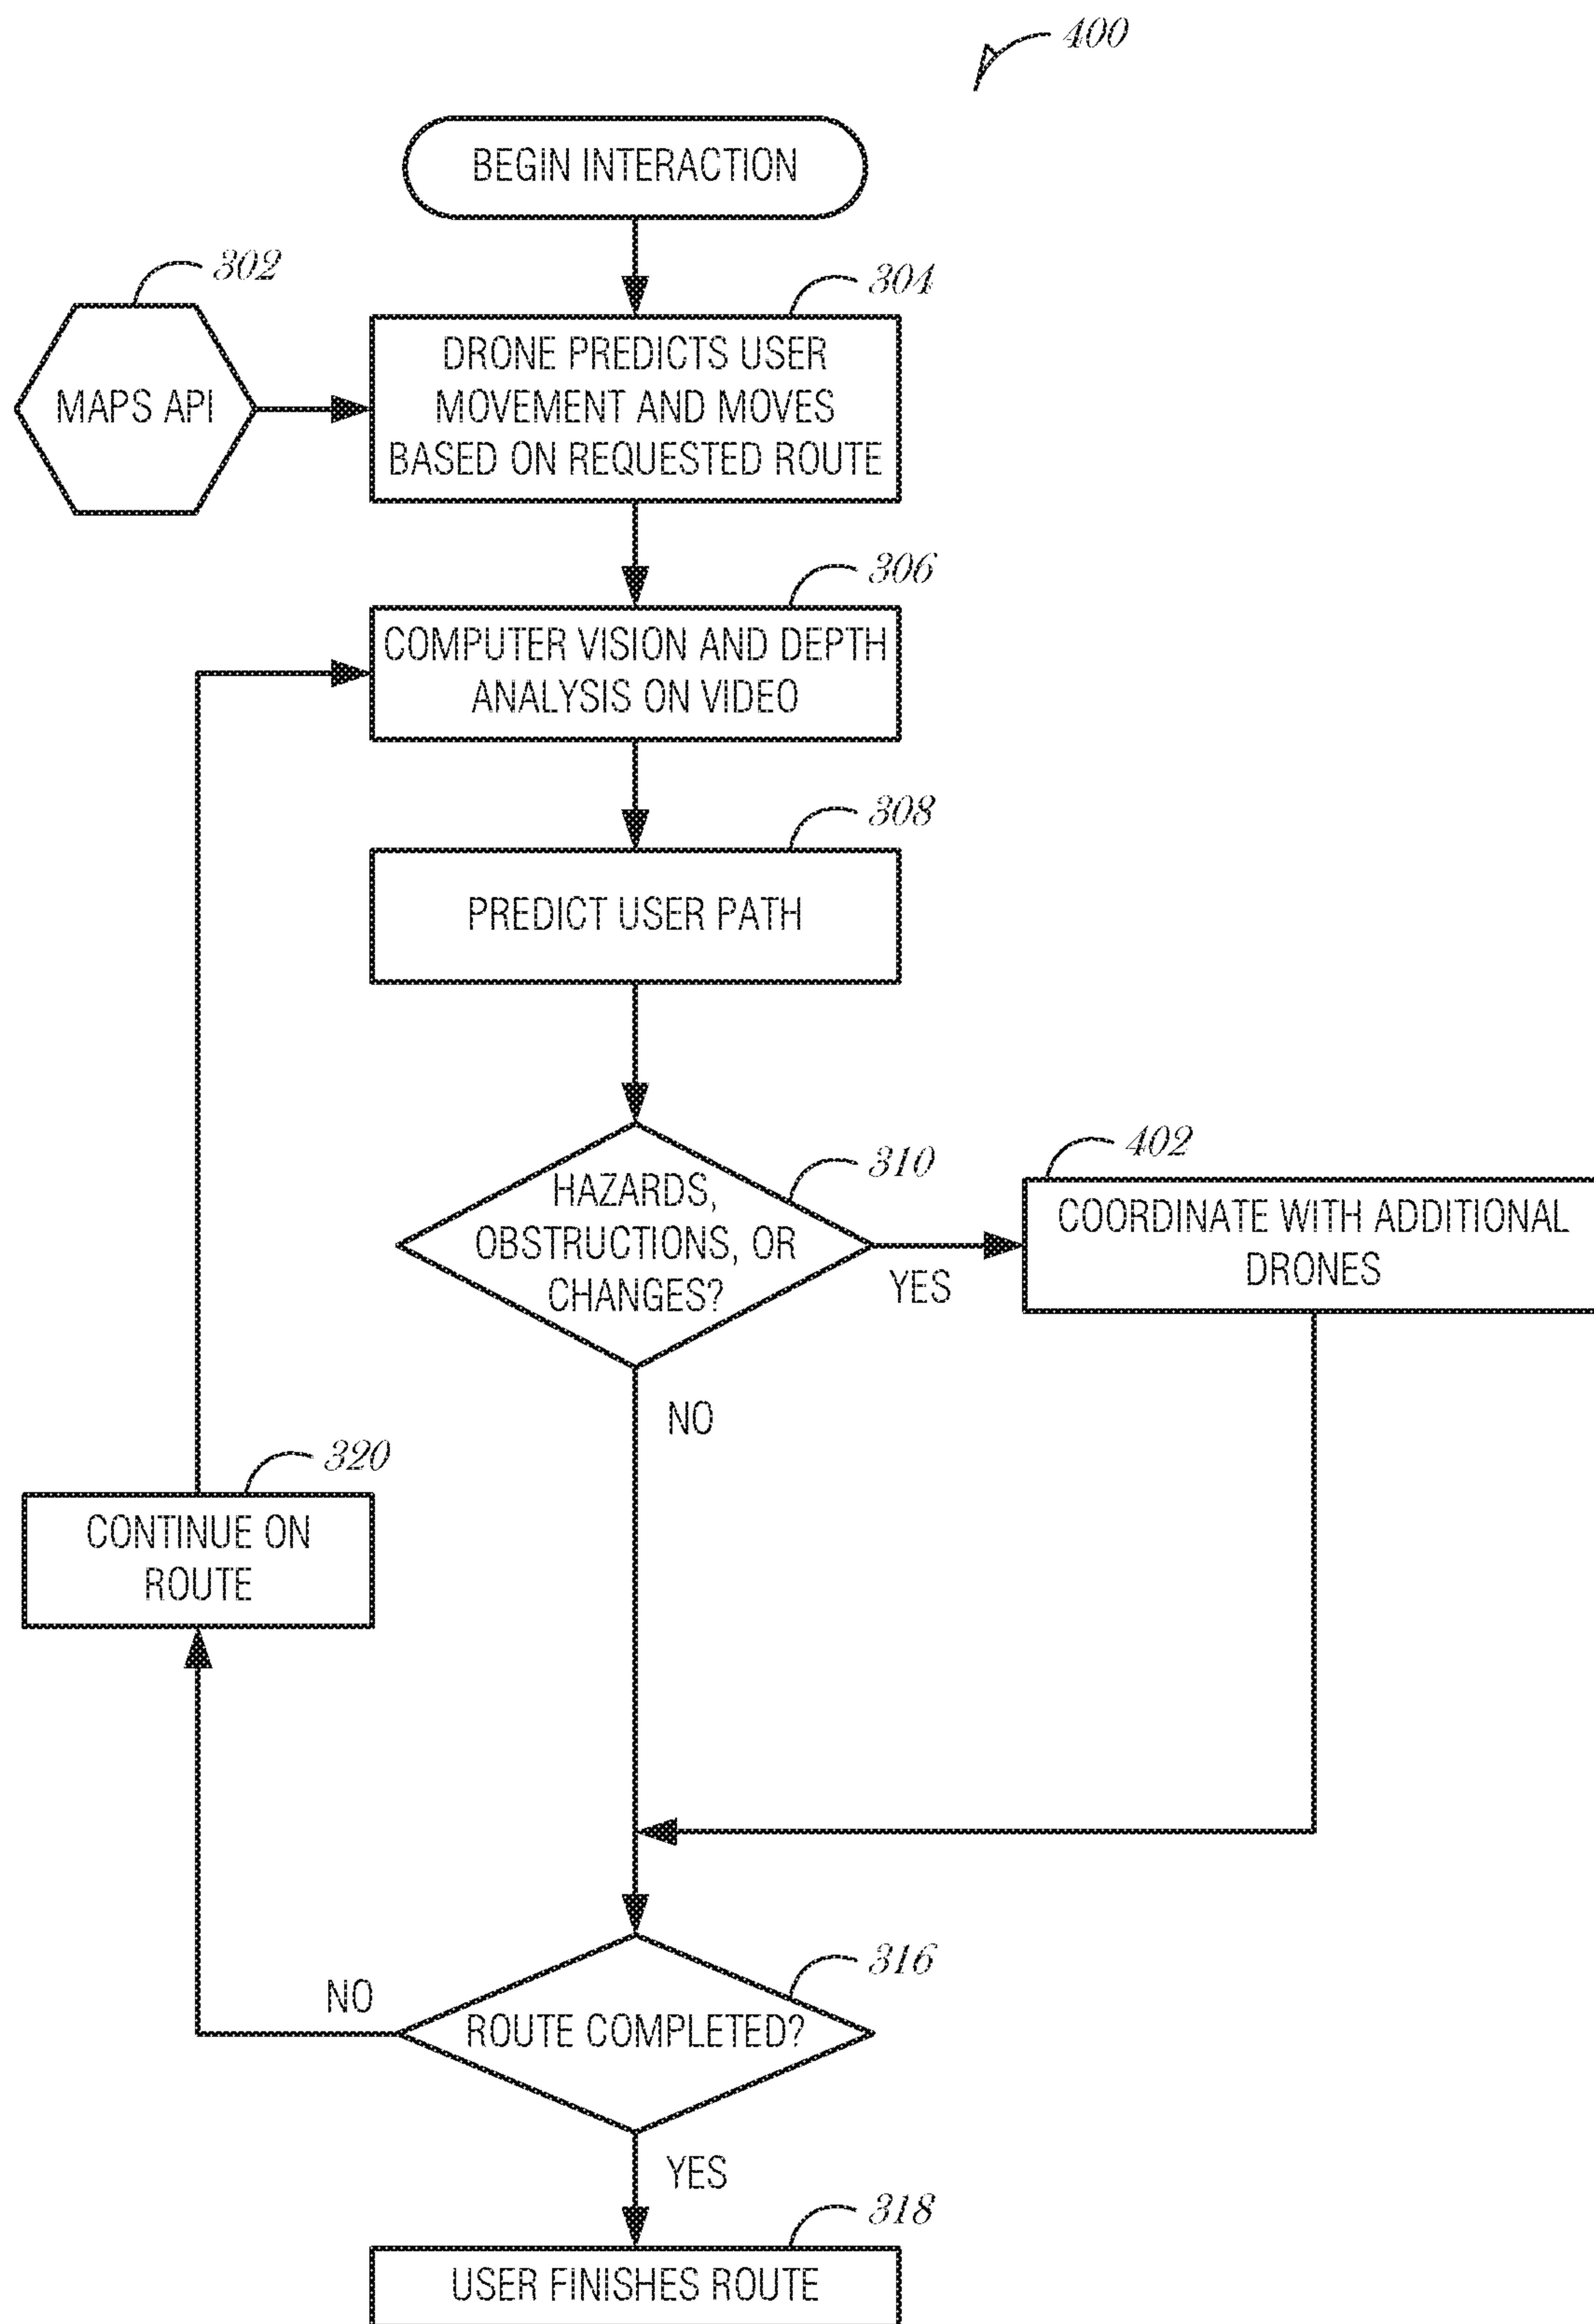 400
BEGIN INTERACTION
302
MAPS API
304
DRONE PREDICTS USER
MOVEMENT AND MOVES
BASED ON REQUESTED ROUTE
306
COMPUTER VISION AND DEPTH
ANALYSIS ON VIDEO
308
PREDICT USER PATH
310
HAZARDS,
OBSTRUCTIONS, OR
CHANGES?
YES
402
COORDINATE WITH ADDITIONAL
DRONES
NO
320
CONTINUE ON
ROUTE
316
NO
ROUTE COMPLETED?
YES
318
USER FINISHES ROUTE